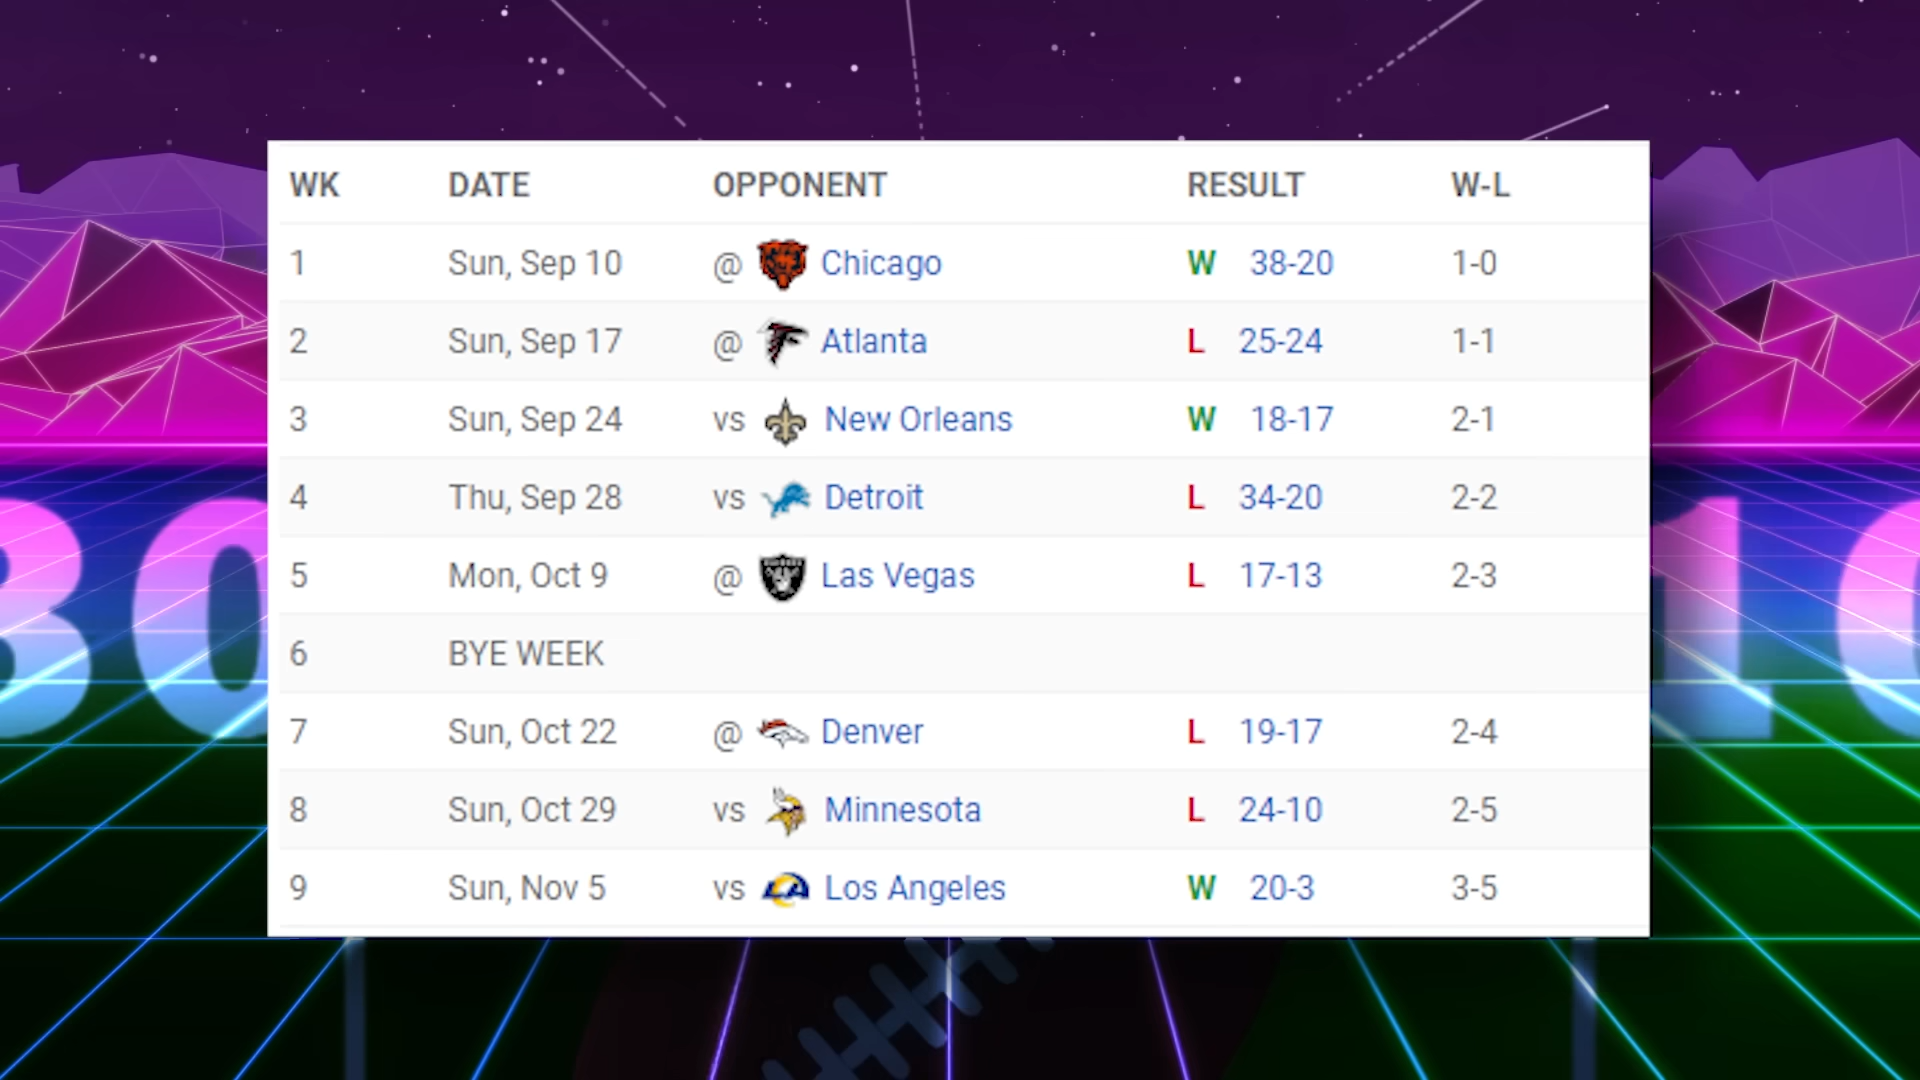 WK DATE OPPONENT RESULT W-L
1 Sun, Sep 10 @ Chicago W 38-20 1-0
2 Sun, Sep 17 @ Atlanta L 25-24 1-1
3 Sun, Sep 24 vs New Orleans W 18-17 2-1
4 Thu, Sep 28 vs Detroit L 34-20 2-2
5 Mon, Oct 9 @ Las Vegas L 17-13 2-3
6 BYE WEEK
7 Sun, Oct 22 @ Denver L 19-17 2-4
8 Sun, Oct 29 vs Minnesota L 24-10 2-5
9 Sun, Nov 5 vs Los Angeles W 20-3 3-5